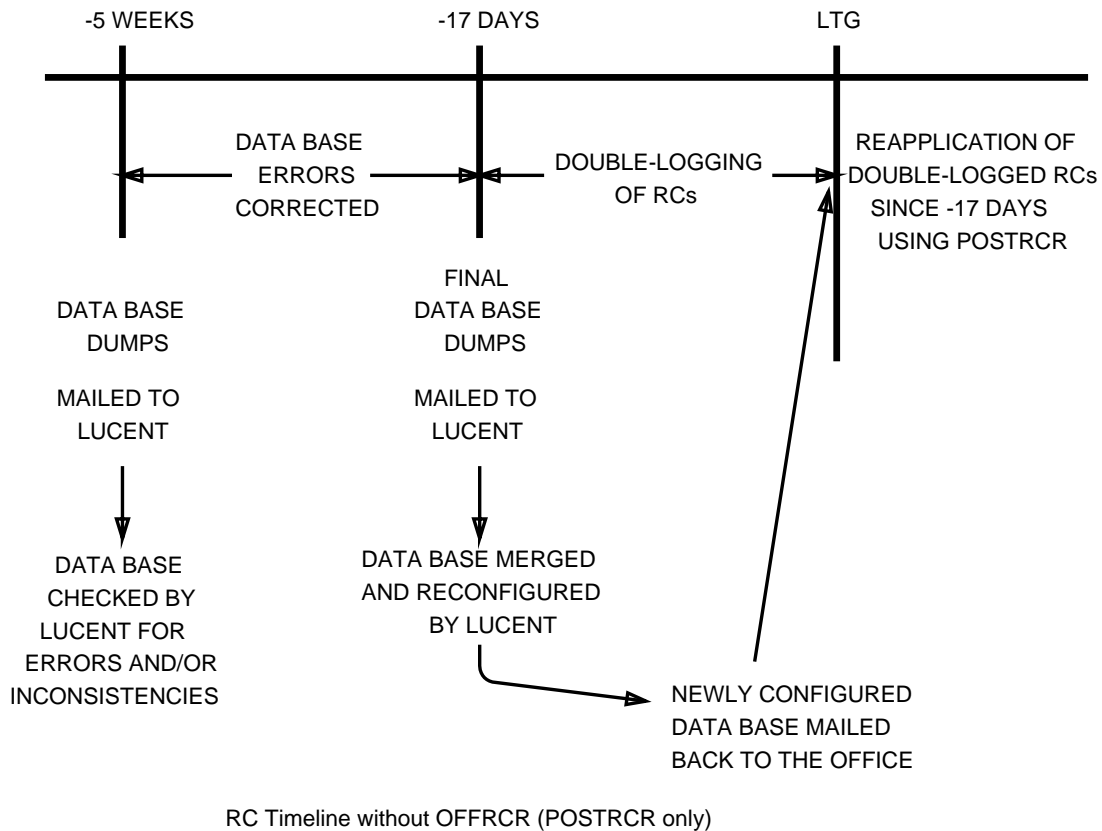 -5 WEEKS
-17 DAYS
LTG
DATA BASE
ERRORS
CORRECTED
DOUBLE-LOGGING
OF RCs
REAPPLICATION OF
DOUBLE-LOGGED RCs
SINCE -17 DAYS
USING POSTRCR
DATA BASE
DUMPS
MAILED TO
LUCENT
FINAL
DATA BASE
DUMPS
MAILED TO
LUCENT
DATA BASE
CHECKED BY
LUCENT FOR
ERRORS AND/OR
INCONSISTENCIES
DATA BASE MERGED
AND RECONFIGURED
BY LUCENT
NEWLY CONFIGURED
DATA BASE MAILED
BACK TO THE OFFICE
RC Timeline without OFFRCR (POSTRCR only)